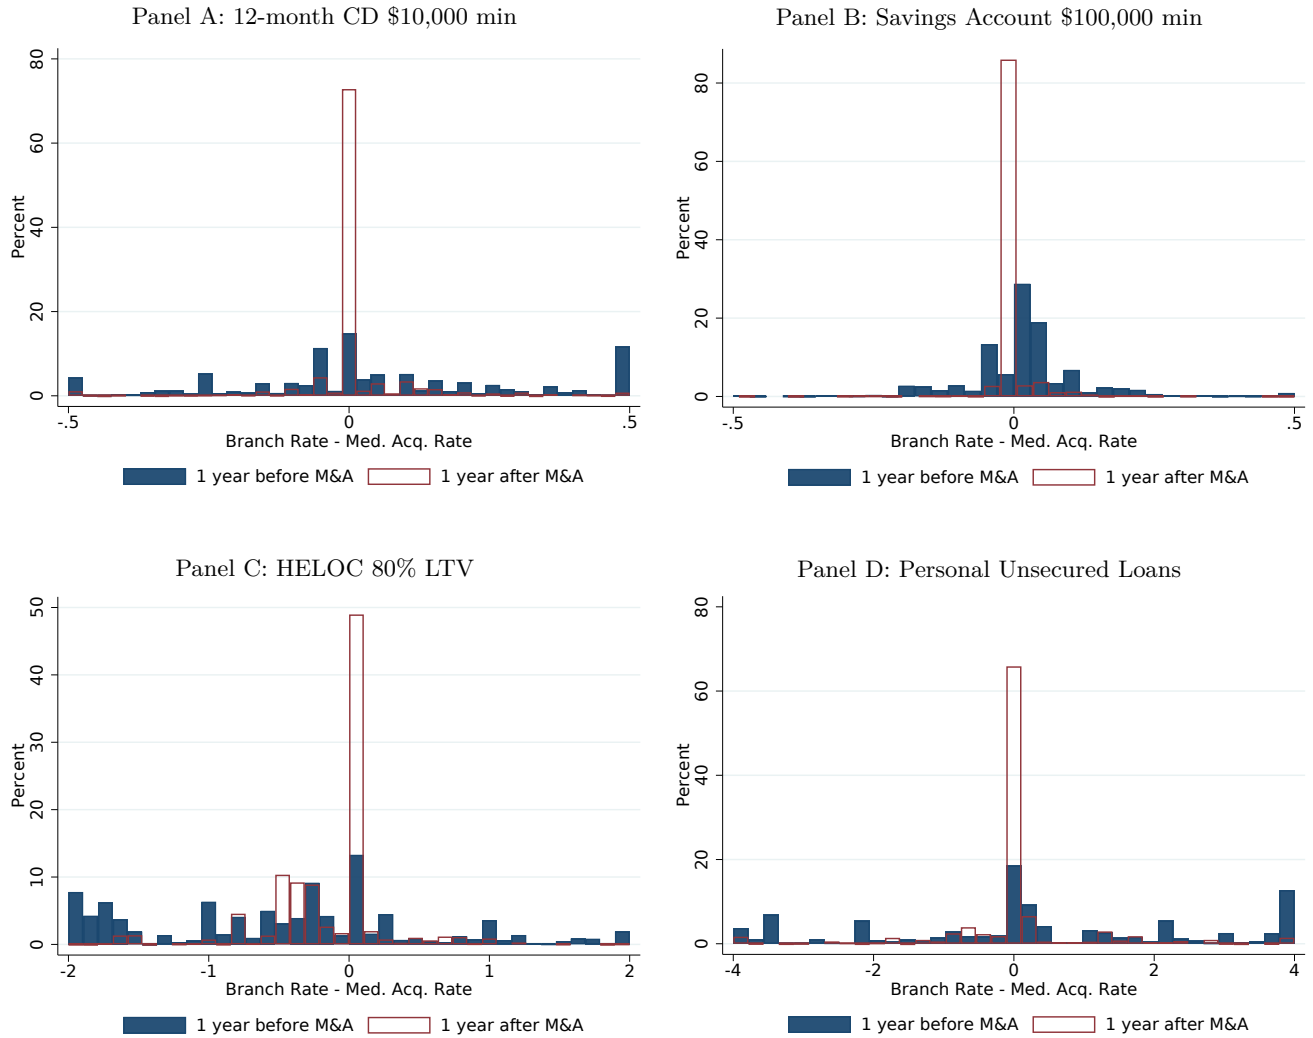 Panel A: 12-month CD $10,000 min
Percent
80
60
40
20
0
-.5
0
.5
Branch Rate - Med. Acq. Rate
1 year before M&A 1 year after M&A
Panel B: Savings Account $100,000 min
Percent
80
60
40
20
0
-.5
0
.5
Branch Rate - Med. Acq. Rate
1 year before M&A 1 year after M&A
Panel C: HELOC 80% LTV
Percent
50
40
30
20
10
0
-2
-1
0
1
2
Branch Rate - Med. Acq. Rate
1 year before M&A 1 year after M&A
Panel D: Personal Unsecured Loans
Percent
80
60
40
20
0
-4
-2
0
2
4
Branch Rate - Med. Acq. Rate
1 year before M&A 1 year after M&A